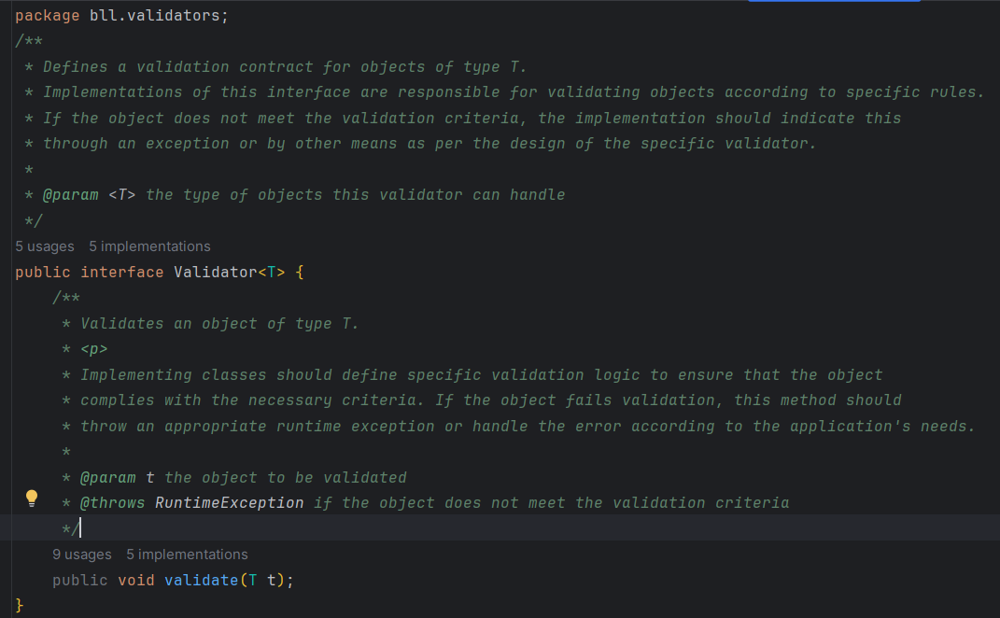 package bll.validators;
/**
 * Defines a validation contract for objects of type T.
 * Implementations of this interface are responsible for validating objects according to specific rules.
 * If the object does not meet the validation criteria, the implementation should indicate this
 * through an exception or by other means as per the design of the specific validator.
 *
 * @param <T> the type of objects this validator can handle
 */
5 usages   5 implementations
public interface Validator<T> {
    /**
     * Validates an object of type T.
     * <p>
     * Implementing classes should define specific validation logic to ensure that the object
     * complies with the necessary criteria. If the object fails validation, this method should
     * throw an appropriate runtime exception or handle the error according to the application's needs.
     *
     * @param t the object to be validated
     * @throws RuntimeException if the object does not meet the validation criteria
     */
    9 usages   5 implementations
    public void validate(T t);
}